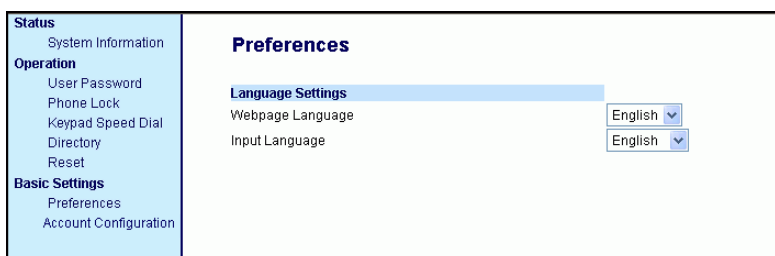 Status
System Information
Operation
User Password
Phone Lock
Keypad Speed Dial
Directory
Reset
Basic Settings
Preferences
Account Configuration
Preferences
Language Settings
Webpage Language English
Input Language English